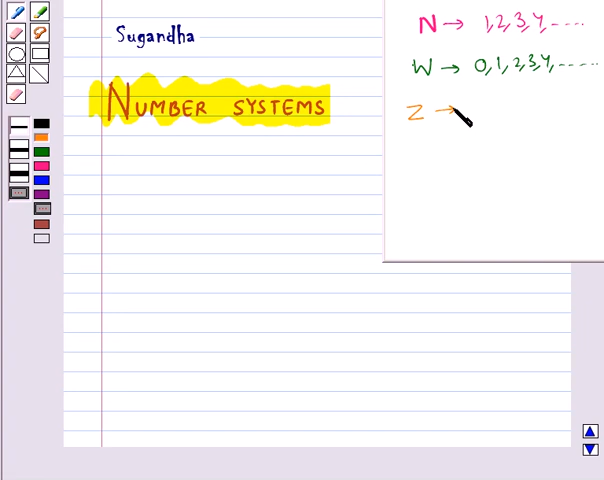 Sugandha
NUMBER SYSTEMS
N → 1, 2, 3, 4, - - - - -
W → 0, 1, 2, 3, 4, - - - - - -
Z →